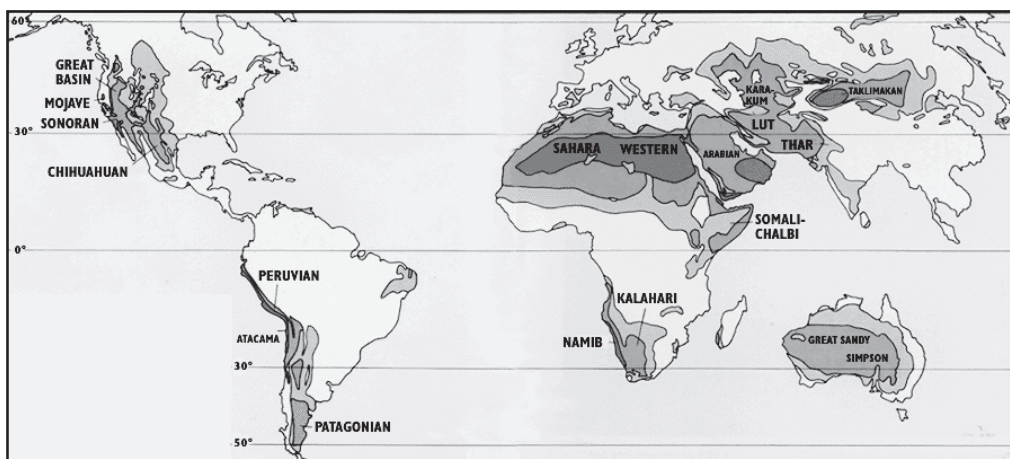 60°
GREAT
BASIN
MOJAVE
SONORAN
30°
CHIHUAHUAN
0°
PERUVIAN
ATACAMA
30°
PATAGONIAN
50°
SAHARA WESTERN
ARABIAN
KARA-
KUM
TAKLIMAKAN
LUT
THAR
SOMALI-
CHALBI
KALAHARI
NAMIB
GREAT SANDY
SIMPSON